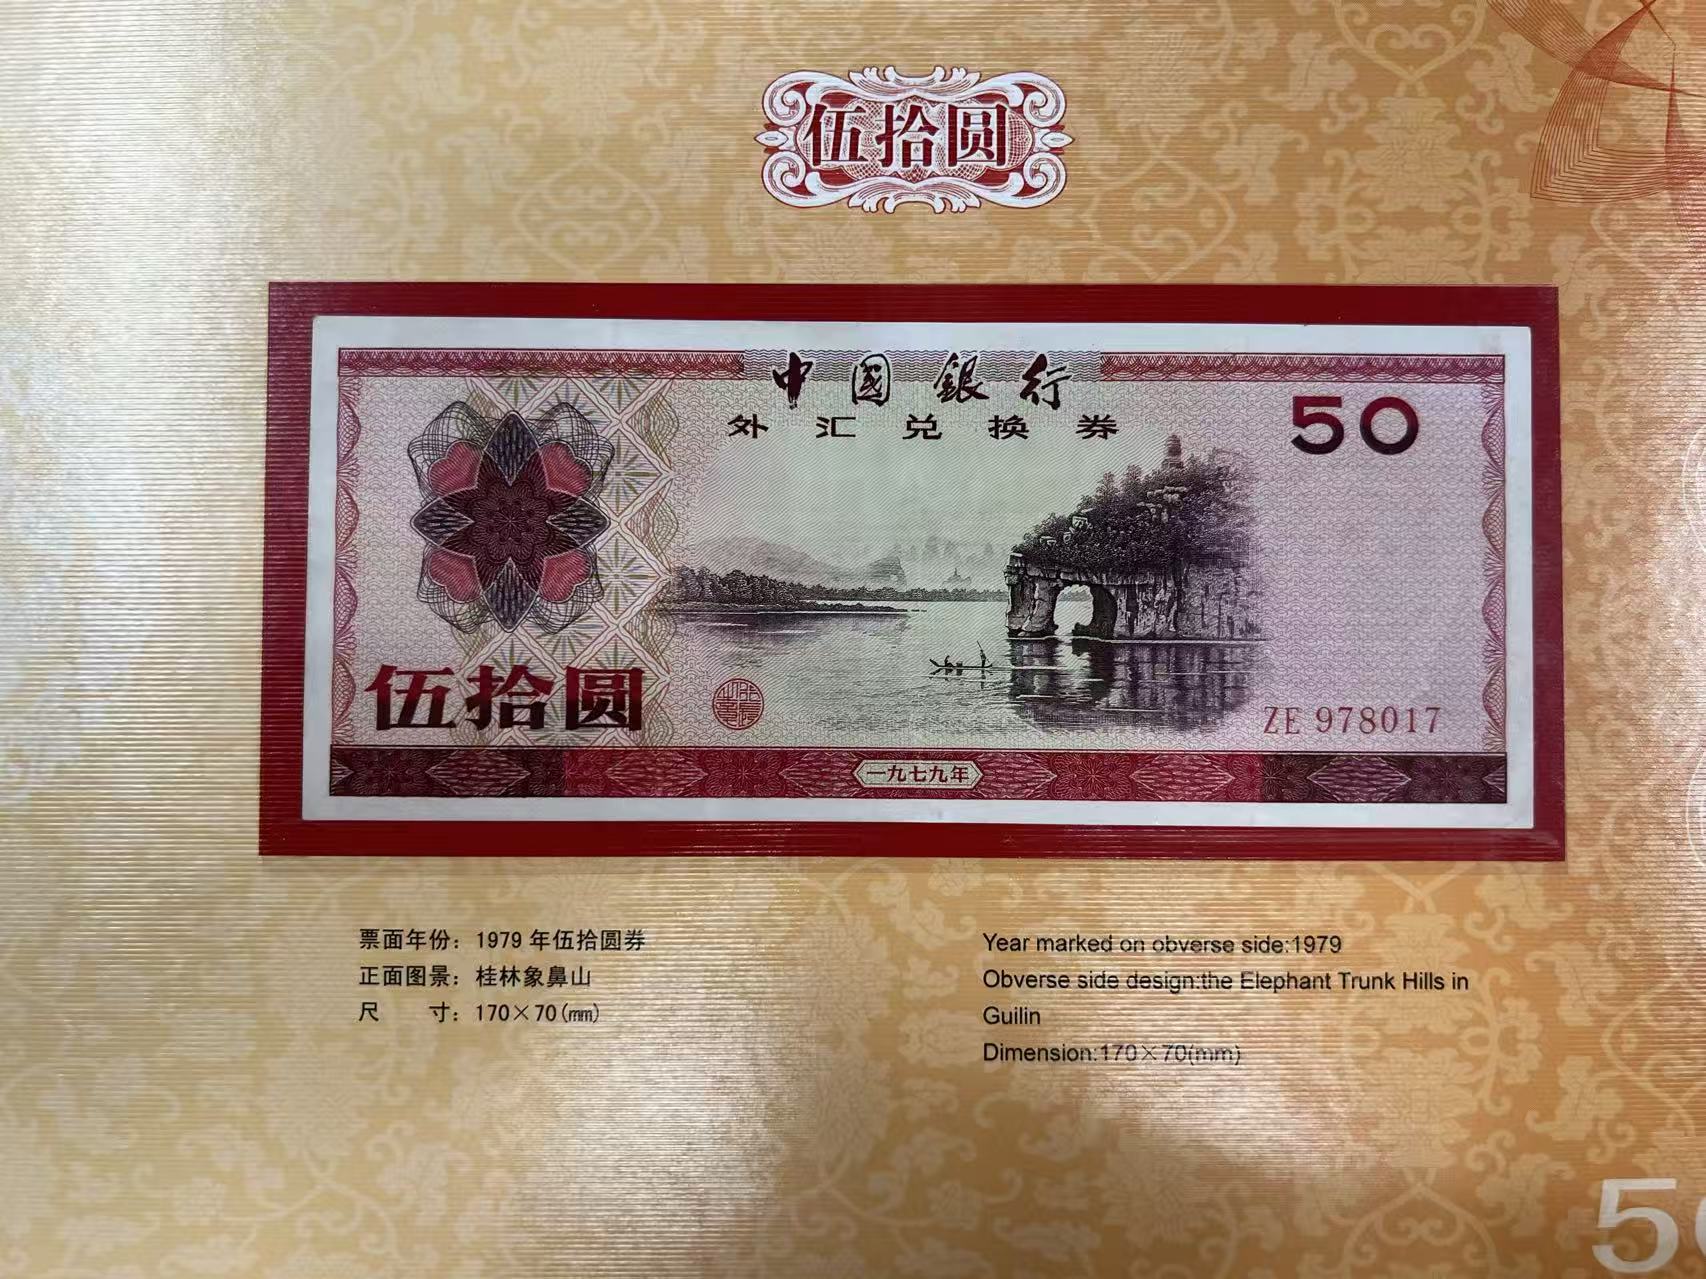 伍拾圆
中國銀行
外汇兑换券
50
伍拾圆
ZE 978017
一九七九年
票面年份：1979 年伍拾圆券
正面图景：桂林象鼻山
尺　　寸：170×70(mm)
Year marked on obverse side:1979
Obverse side design:the Elephant Trunk Hills in
Guilin
Dimension:170×70(mm)